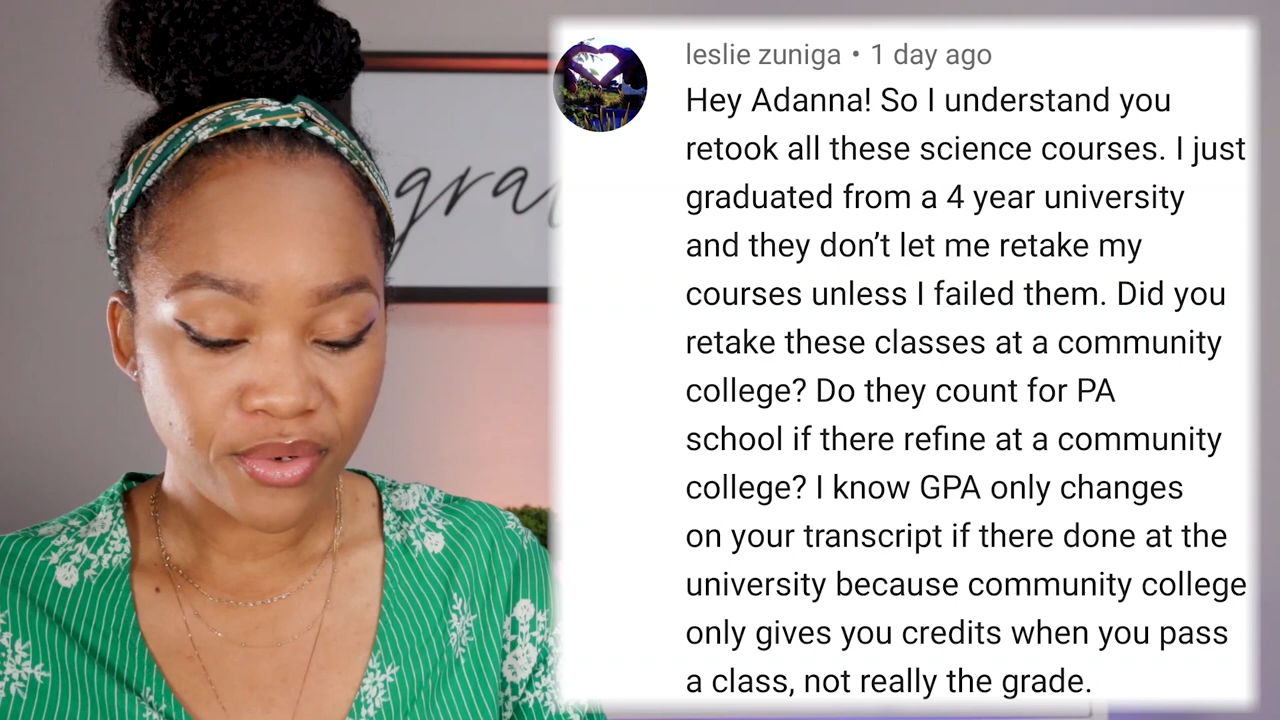 gra
leslie zuniga • 1 day ago
Hey Adanna! So I understand you
retook all these science courses. I just
graduated from a 4 year university
and they don’t let me retake my
courses unless I failed them. Did you
retake these classes at a community
college? Do they count for PA
school if there refine at a community
college? I know GPA only changes
on your transcript if there done at the
university because community college
only gives you credits when you pass
a class, not really the grade.